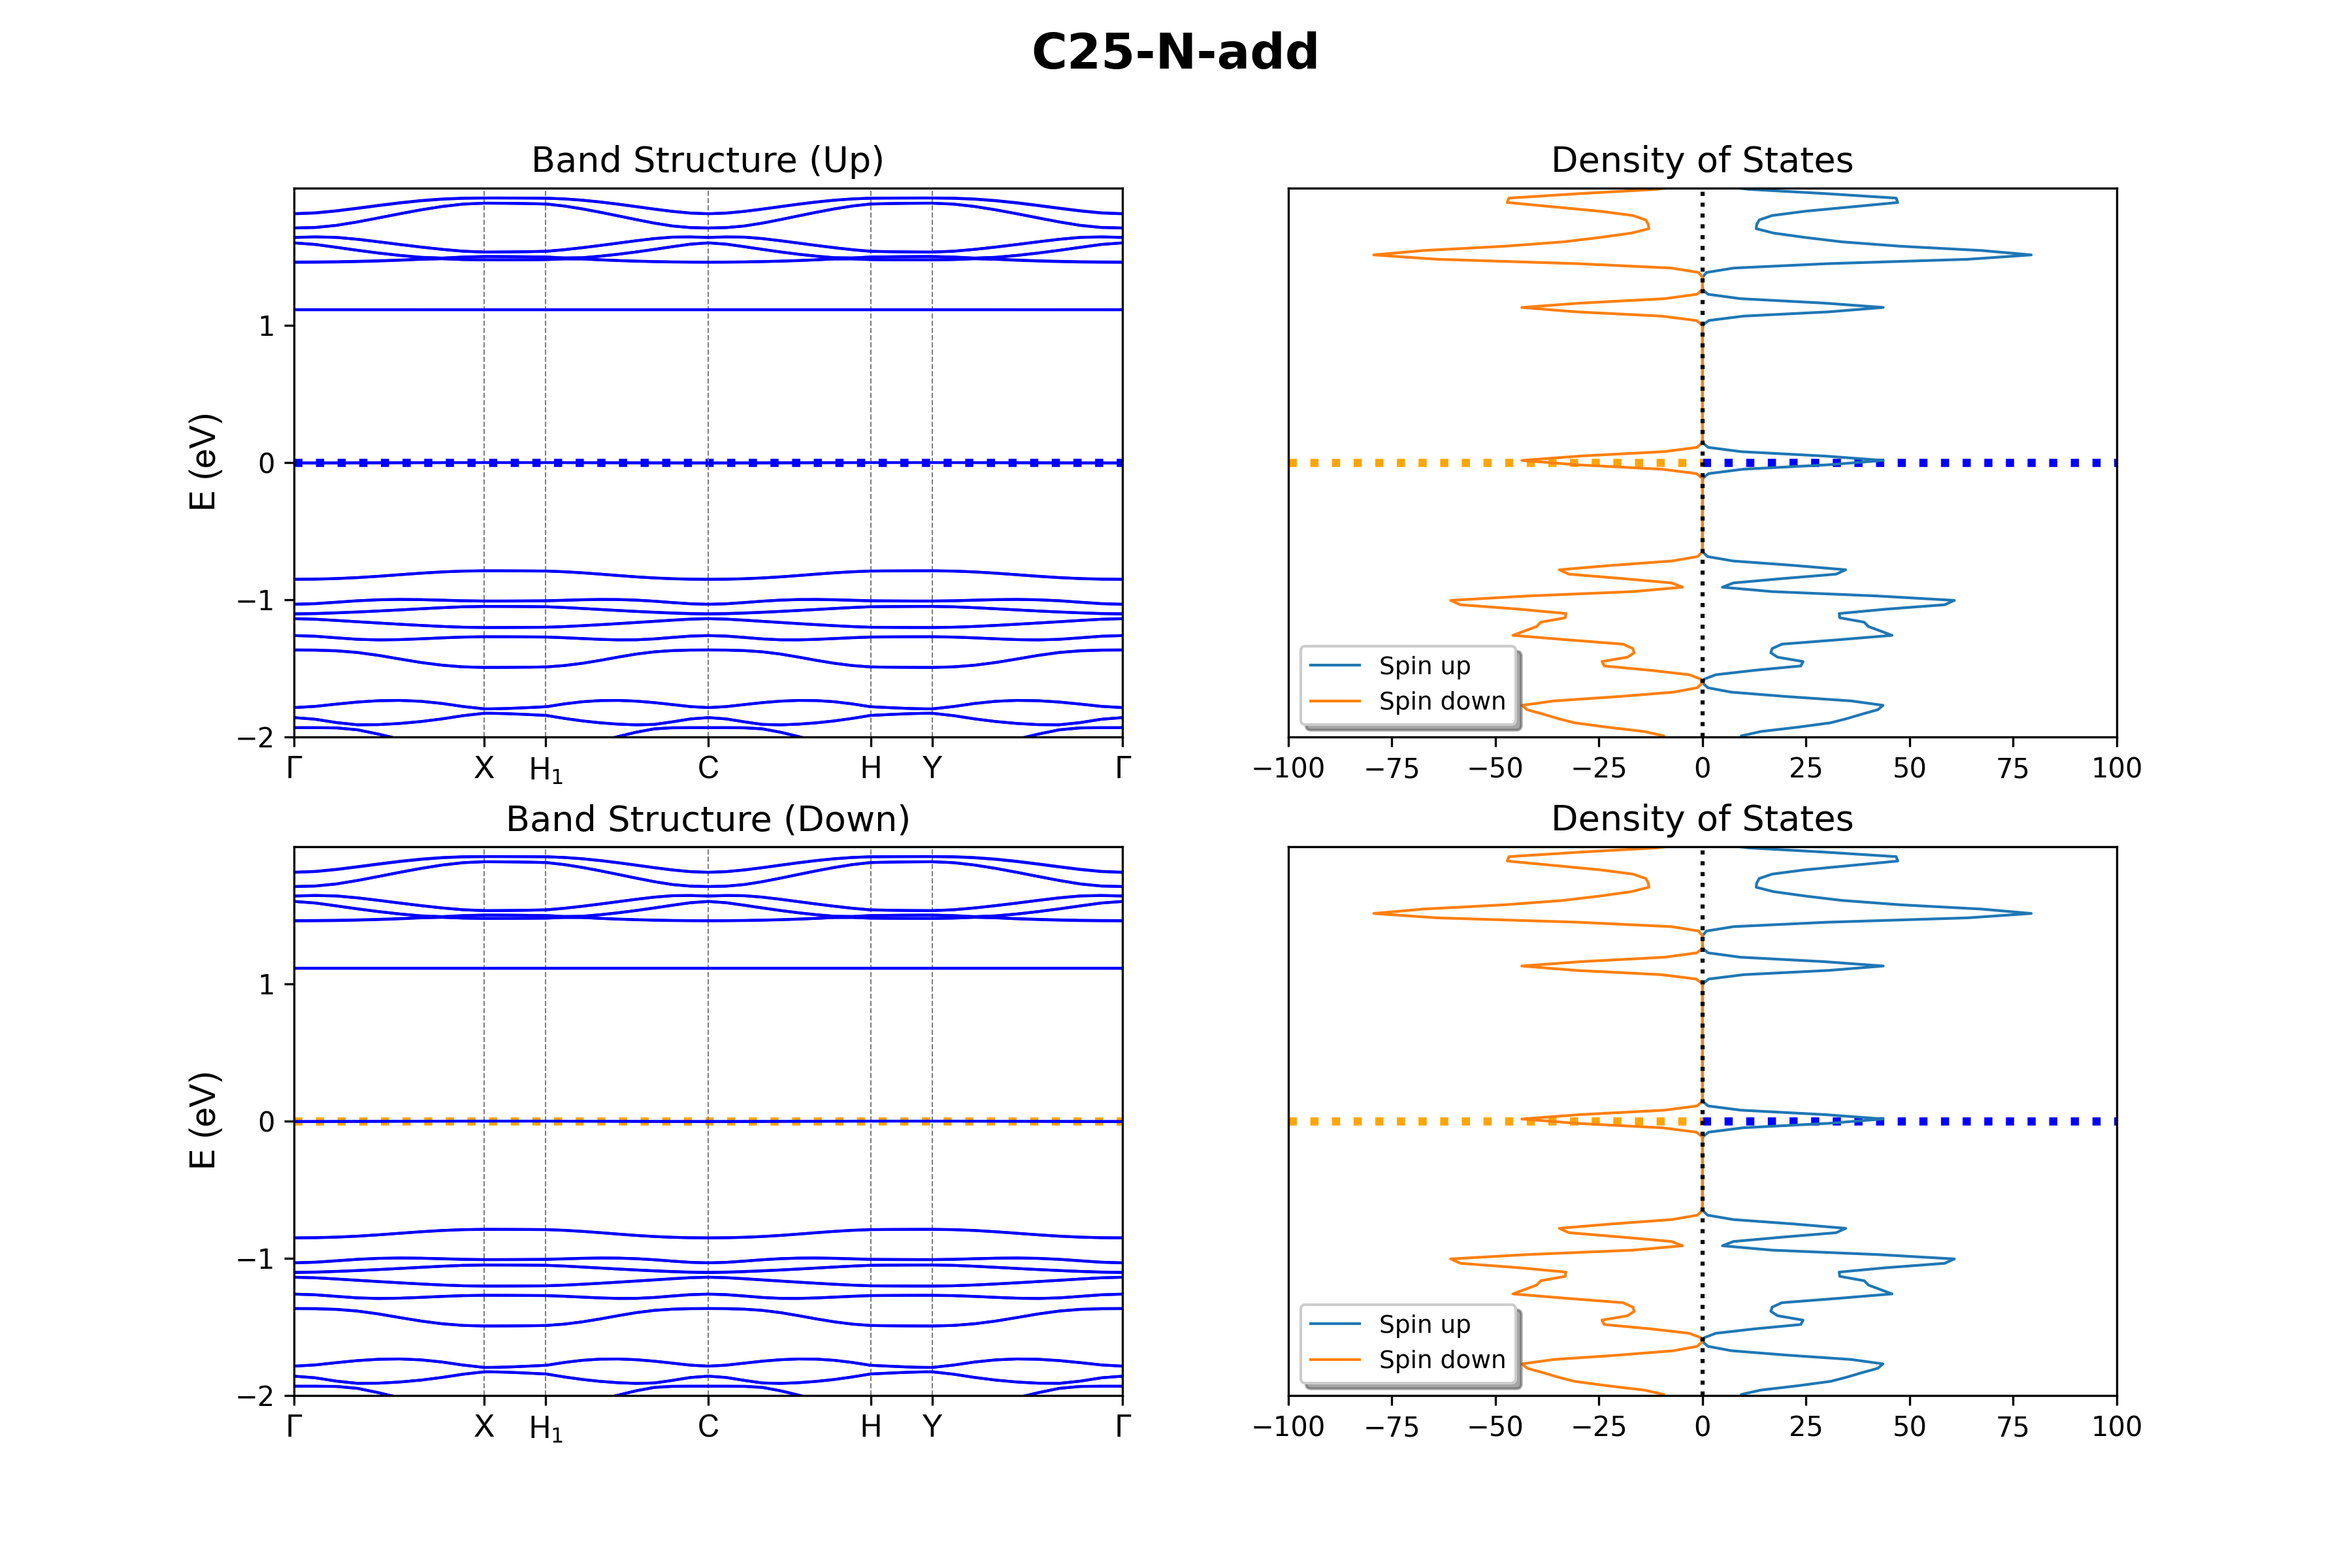 C25-N-add
Band Structure (Up)
Density of States
E (eV)
1
0
−1
−2
Γ X H₁ C H Y Γ
Spin up
Spin down
−100 −75 −50 −25 0 25 50 75 100
Band Structure (Down)
Density of States
E (eV)
1
0
−1
−2
Γ X H₁ C H Y Γ
Spin up
Spin down
−100 −75 −50 −25 0 25 50 75 100